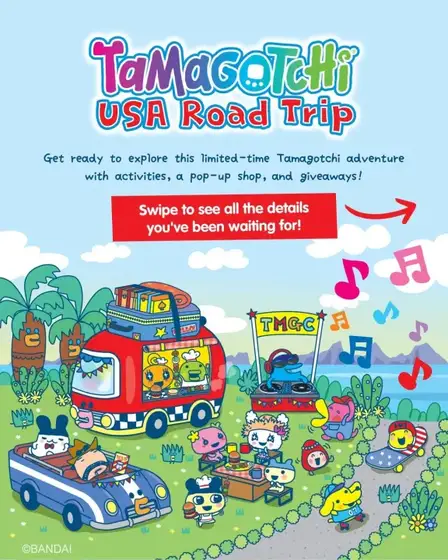 TaMaGoTCHi
USA Road Trip
Get ready to explore this limited-time Tamagotchi adventure
with activities, a pop-up shop, and giveaways!
Swipe to see all the details
you've been waiting for!
TMGC
©BANDAI